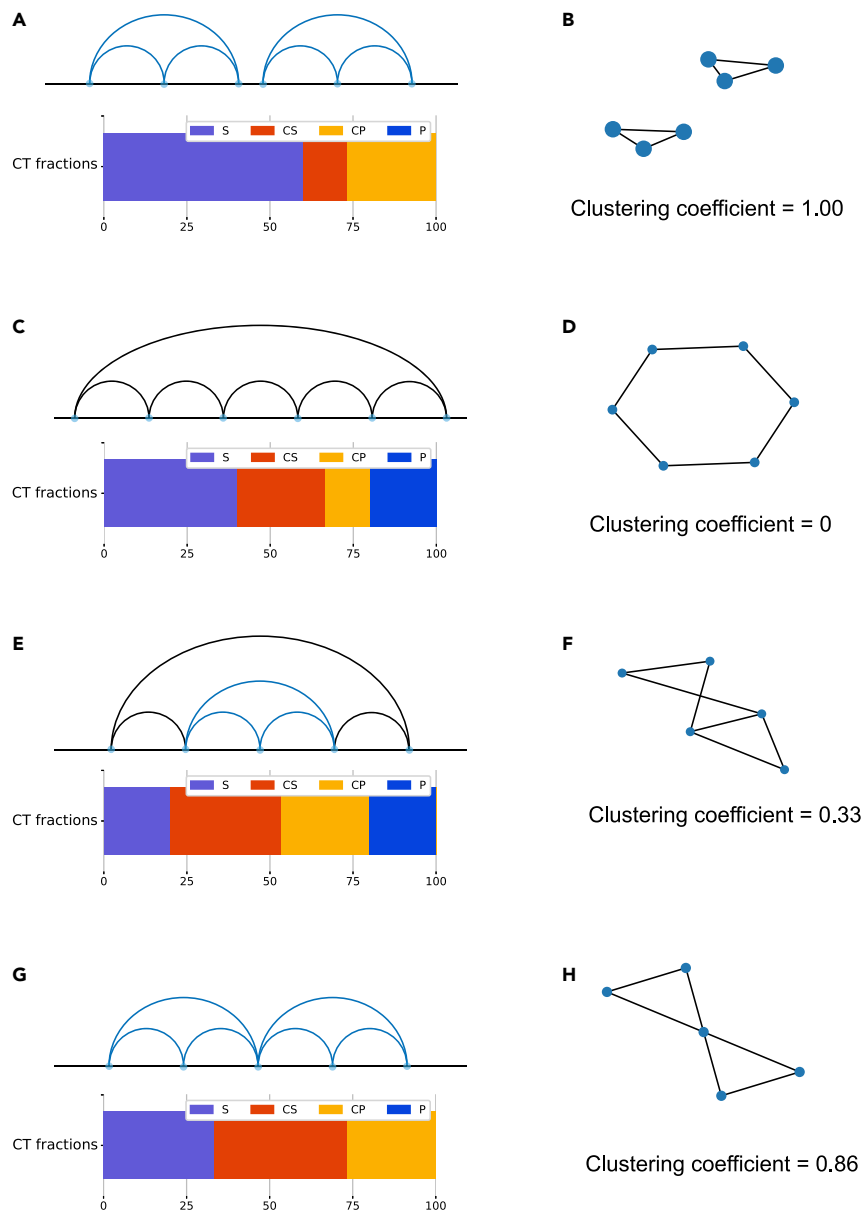 A
B
S CS CP P
CT fractions
0 25 50 75 100
Clustering coefficient = 1.00
C
D
S CS CP P
CT fractions
0 25 50 75 100
Clustering coefficient = 0
E
F
S CS CP P
CT fractions
0 25 50 75 100
Clustering coefficient = 0.33
G
H
S CS CP P
CT fractions
0 25 50 75 100
Clustering coefficient = 0.86